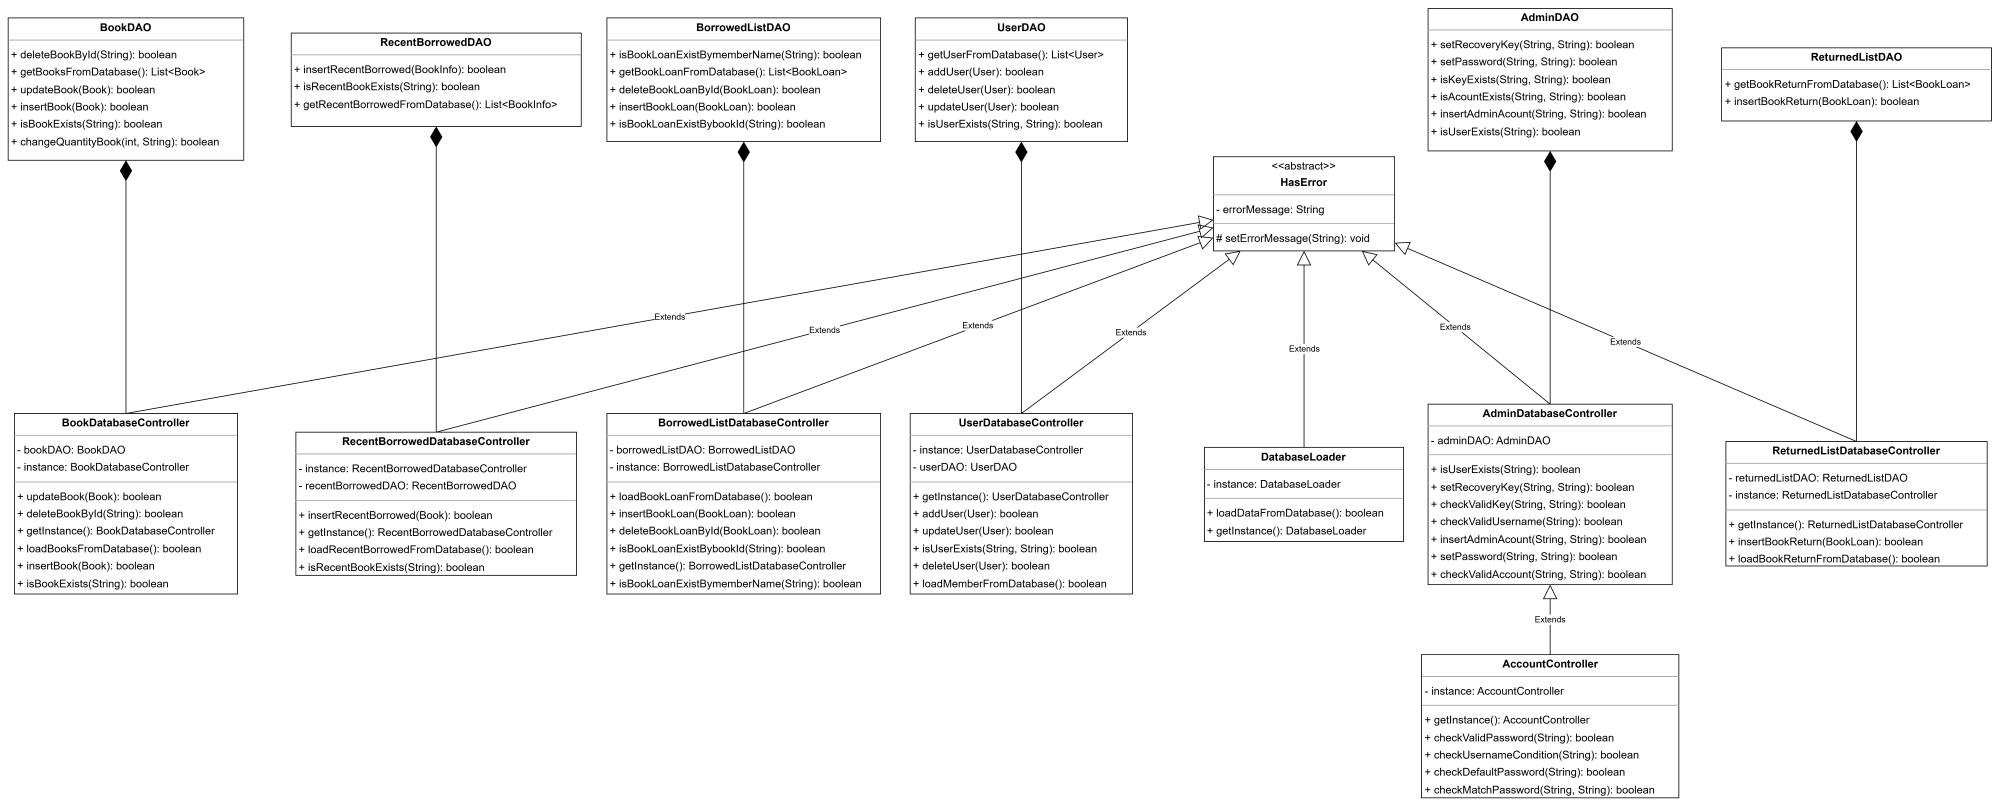 BookDAO
+ deleteBookById(String): boolean
+ getBooksFromDatabase(): List<Book>
+ updateBook(Book): boolean
+ insertBook(Book): boolean
+ isBookExists(String): boolean
+ changeQuantityBook(int, String): boolean
RecentBorrowedDAO
+ insertRecentBorrowed(BookInfo): boolean
+ isRecentBookExists(String): boolean
+ getRecentBorrowedFromDatabase(): List<BookInfo>
BorrowedListDAO
+ isBookLoanExistBymemberName(String): boolean
+ getBookLoanFromDatabase(): List<BookLoan>
+ deleteBookLoanById(BookLoan): boolean
+ insertBookLoan(BookLoan): boolean
+ isBookLoanExistBybookId(String): boolean
UserDAO
+ getUserFromDatabase(): List<User>
+ addUser(User): boolean
+ deleteUser(User): boolean
+ updateUser(User): boolean
+ isUserExists(String, String): boolean
AdminDAO
+ setRecoveryKey(String, String): boolean
+ setPassword(String, String): boolean
+ isKeyExists(String, String): boolean
+ isAcountExists(String, String): boolean
+ insertAdminAcount(String, String): boolean
+ isUserExists(String): boolean
ReturnedListDAO
+ getBookReturnFromDatabase(): List<BookLoan>
+ insertBookReturn(BookLoan): boolean
<<abstract>>
HasError
- errorMessage: String
# setErrorMessage(String): void
Extends
Extends
Extends
Extends
Extends
Extends
Extends
BookDatabaseController
- bookDAO: BookDAO
- instance: BookDatabaseController
+ updateBook(Book): boolean
+ deleteBookById(String): boolean
+ getInstance(): BookDatabaseController
+ loadBooksFromDatabase(): boolean
+ insertBook(Book): boolean
+ isBookExists(String): boolean
RecentBorrowedDatabaseController
- instance: RecentBorrowedDatabaseController
- recentBorrowedDAO: RecentBorrowedDAO
+ insertRecentBorrowed(Book): boolean
+ getInstance(): RecentBorrowedDatabaseController
+ loadRecentBorrowedFromDatabase(): boolean
+ isRecentBookExists(String): boolean
BorrowedListDatabaseController
- borrowedListDAO: BorrowedListDAO
- instance: BorrowedListDatabaseController
+ loadBookLoanFromDatabase(): boolean
+ insertBookLoan(BookLoan): boolean
+ deleteBookLoanById(BookLoan): boolean
+ isBookLoanExistBybookId(String): boolean
+ getInstance(): BorrowedListDatabaseController
+ isBookLoanExistBymemberName(String): boolean
UserDatabaseController
- instance: UserDatabaseController
- userDAO: UserDAO
+ getInstance(): UserDatabaseController
+ addUser(User): boolean
+ updateUser(User): boolean
+ isUserExists(String, String): boolean
+ deleteUser(User): boolean
+ loadMemberFromDatabase(): boolean
DatabaseLoader
- instance: DatabaseLoader
+ loadDataFromDatabase(): boolean
+ getInstance(): DatabaseLoader
AdminDatabaseController
- adminDAO: AdminDAO
+ isUserExists(String): boolean
+ setRecoveryKey(String, String): boolean
+ checkValidKey(String, String): boolean
+ checkValidUsername(String): boolean
+ insertAdminAcount(String, String): boolean
+ setPassword(String, String): boolean
+ checkValidAccount(String, String): boolean
ReturnedListDatabaseController
- returnedListDAO: ReturnedListDAO
- instance: ReturnedListDatabaseController
+ getInstance(): ReturnedListDatabaseController
+ insertBookReturn(BookLoan): boolean
+ loadBookReturnFromDatabase(): boolean
Extends
AccountController
- instance: AccountController
+ getInstance(): AccountController
+ checkValidPassword(String): boolean
+ checkUsernameCondition(String): boolean
+ checkDefaultPassword(String): boolean
+ checkMatchPassword(String, String): boolean